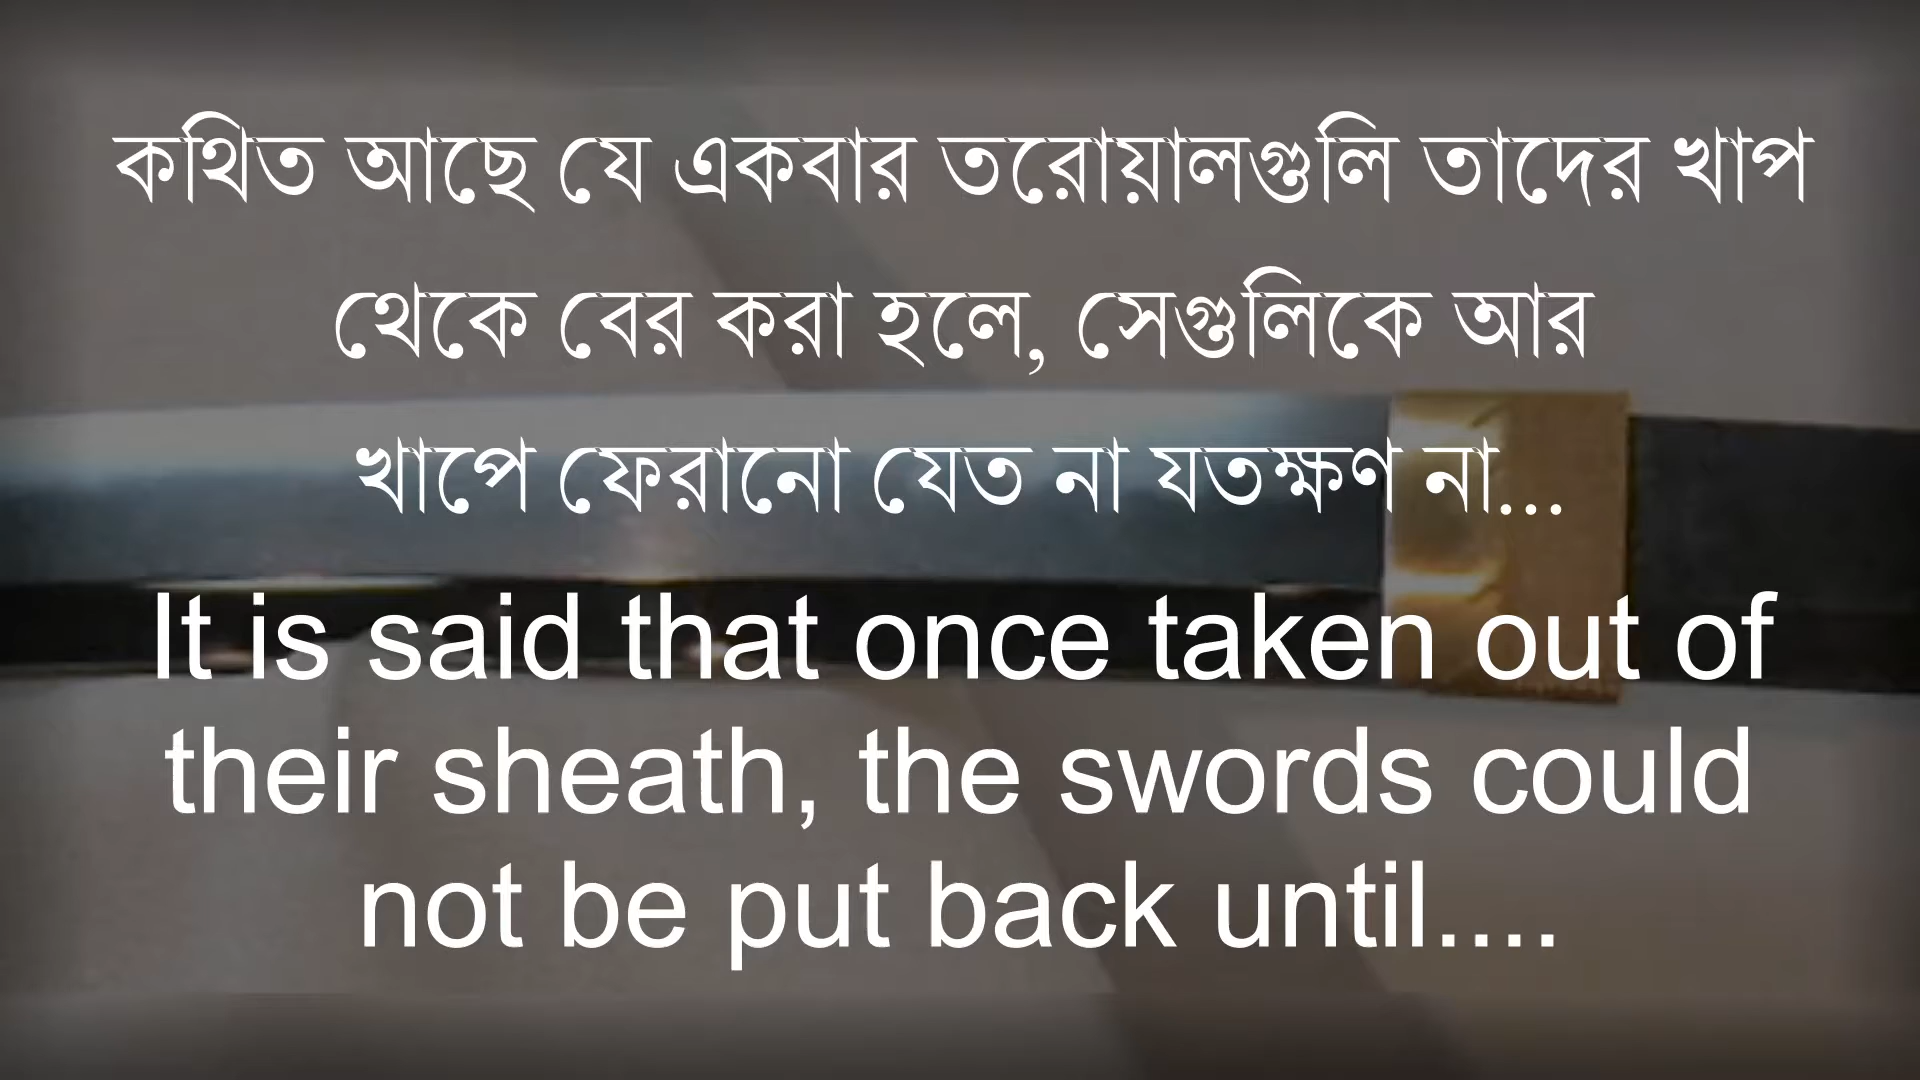 কথিত আছে যে একবার তরোয়ালগুলি তাদের খাপ
থেকে বের করা হলে, সেগুলিকে আর
খাপে ফেরানো যেত না যতক্ষণ না...
It is said that once taken out of
their sheath, the swords could
not be put back until....